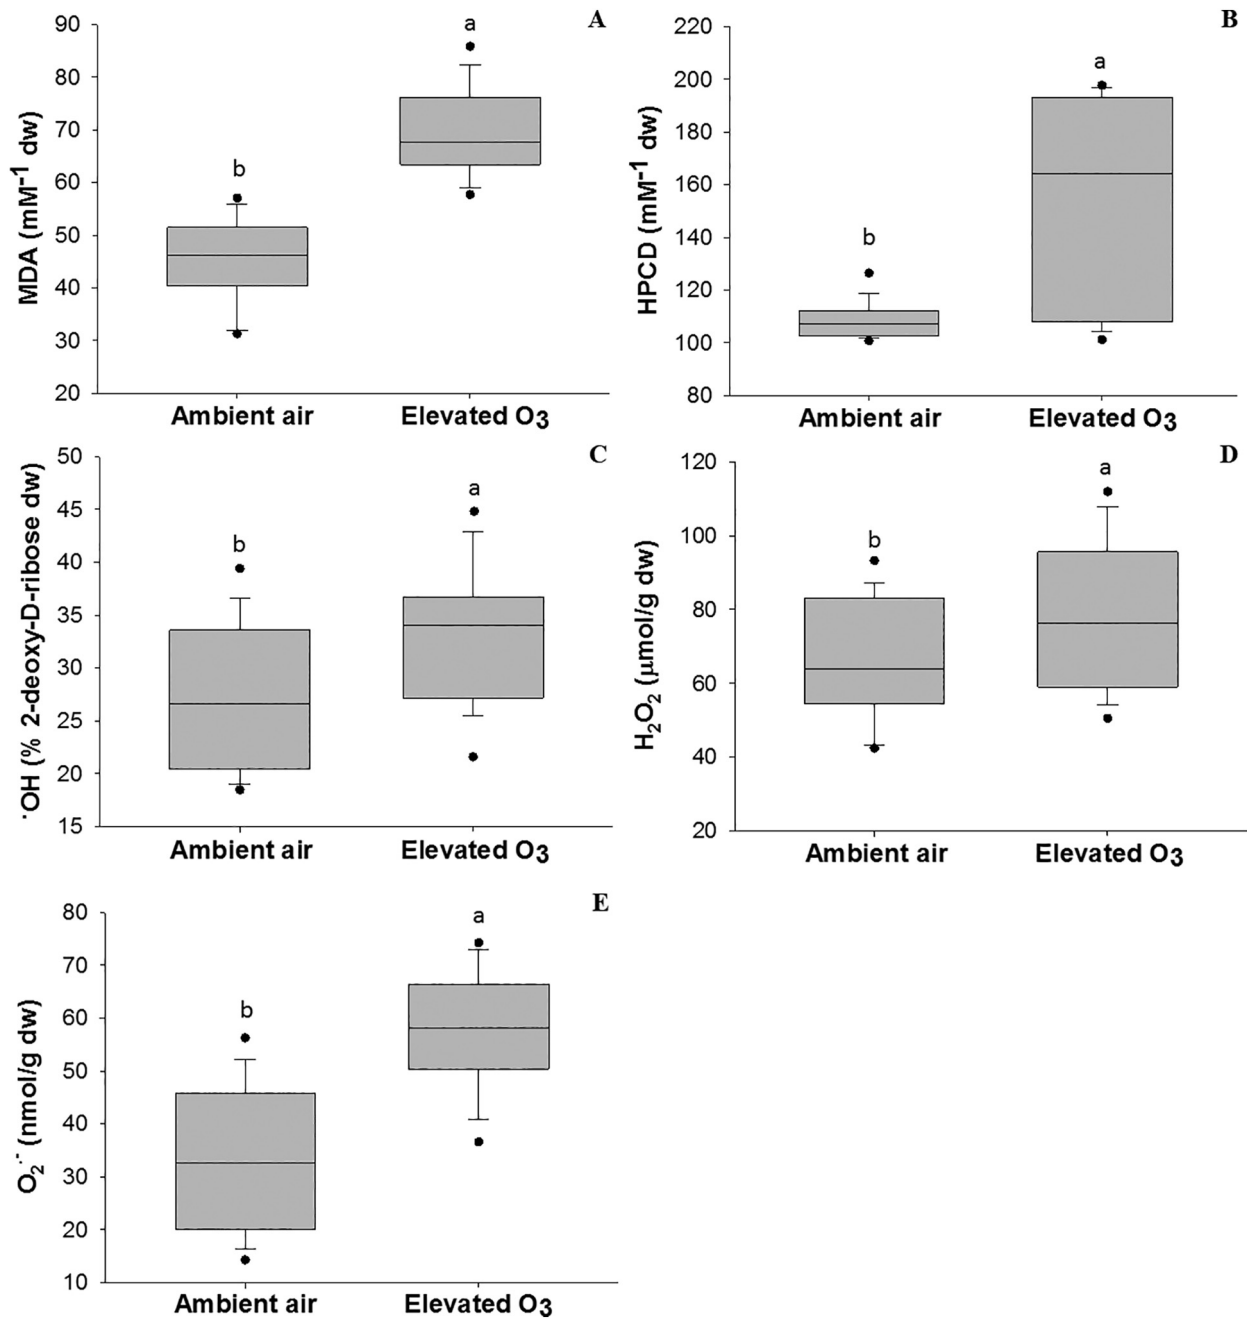 A
MDA (mM-1 dw)
90
80
70
60
50
40
30
20
b
a
Ambient air
Elevated O3
B
HPCD (mM-1 dw)
220
200
180
160
140
120
100
80
b
a
Ambient air
Elevated O3
C
·OH (% 2-deoxy-D-ribose dw)
50
45
40
35
30
25
20
15
b
a
Ambient air
Elevated O3
D
H2O2 (µmol/g dw)
120
100
80
60
40
20
b
a
Ambient air
Elevated O3
E
O2·- (nmol/g dw)
80
70
60
50
40
30
20
10
b
a
Ambient air
Elevated O3